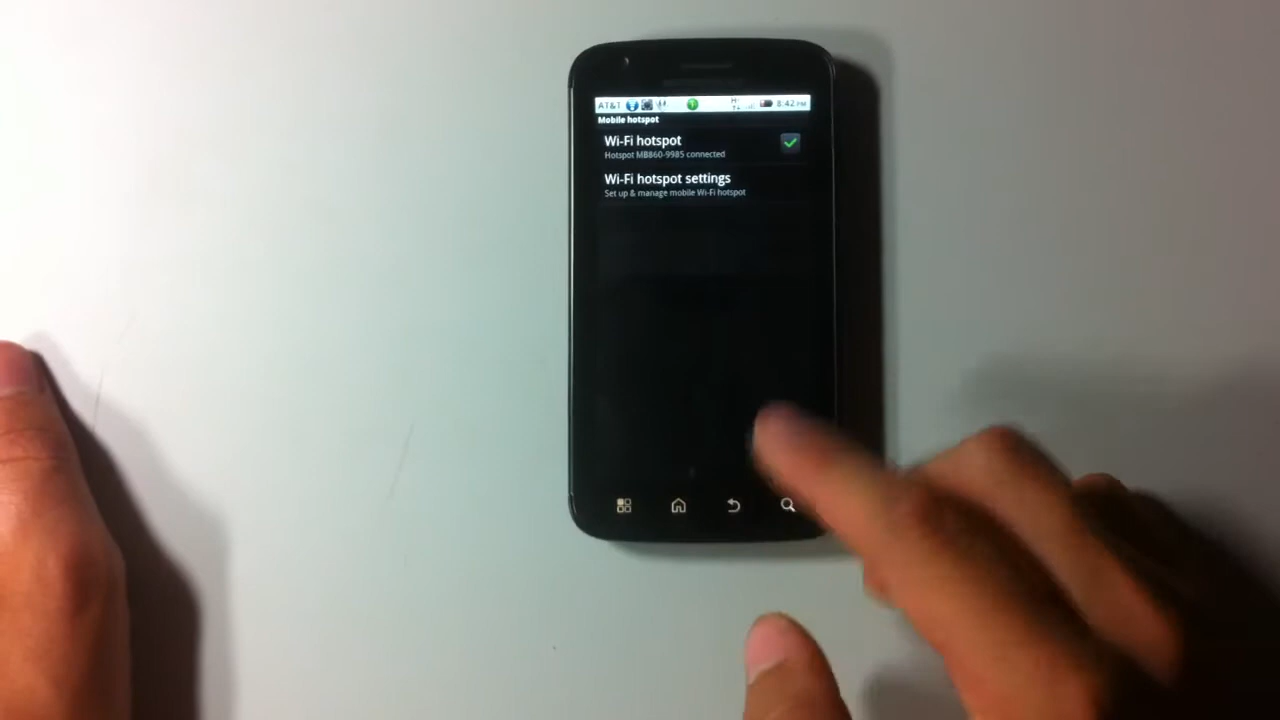 AT&T 8:42 PM
Mobile hotspot
Wi-Fi hotspot
Hotspot MB860-9985 connected
Wi-Fi hotspot settings
Set up & manage mobile Wi-Fi hotspot